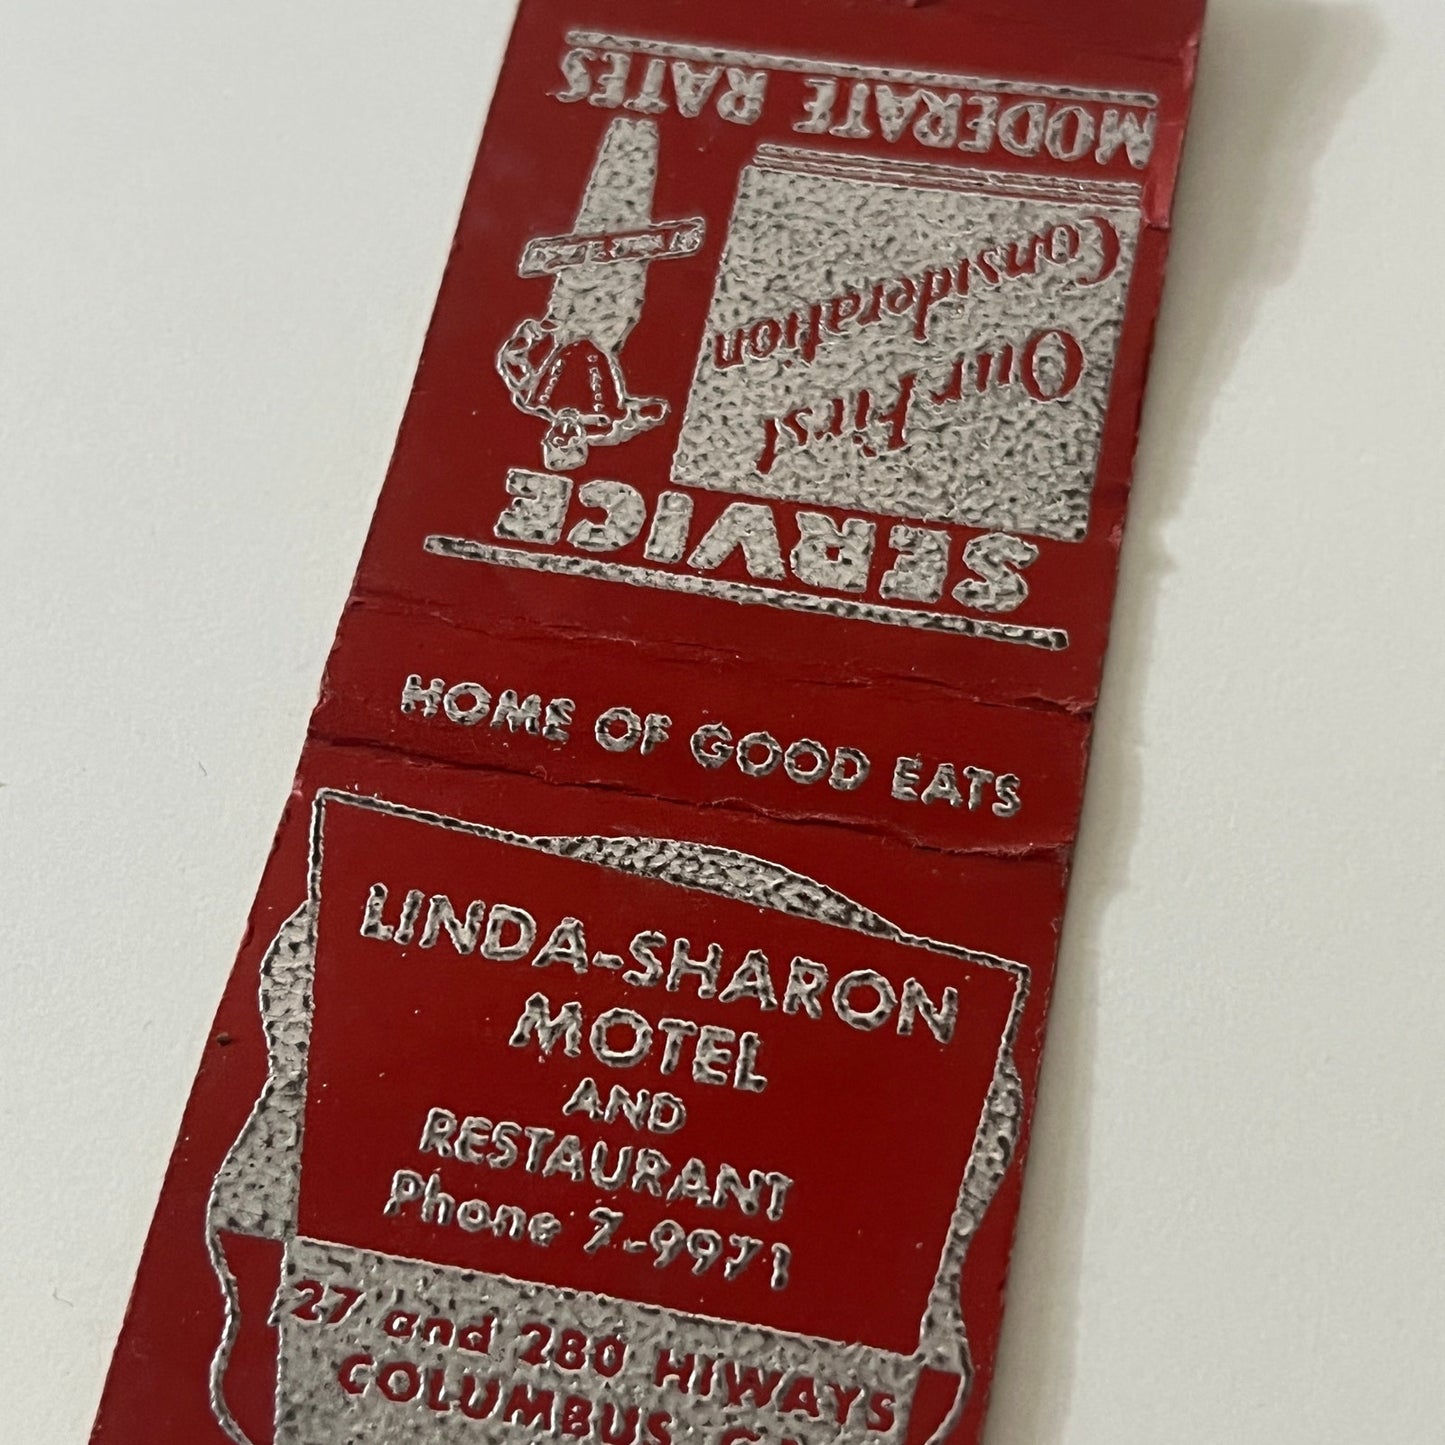 SERVICE
Our First
Consideration
MODERATE RATES
HOME OF GOOD EATS
LINDA-SHARON
MOTEL
AND
RESTAURANT
Phone 7-9971
27 and 280 HIWAYS
COLUMBUS